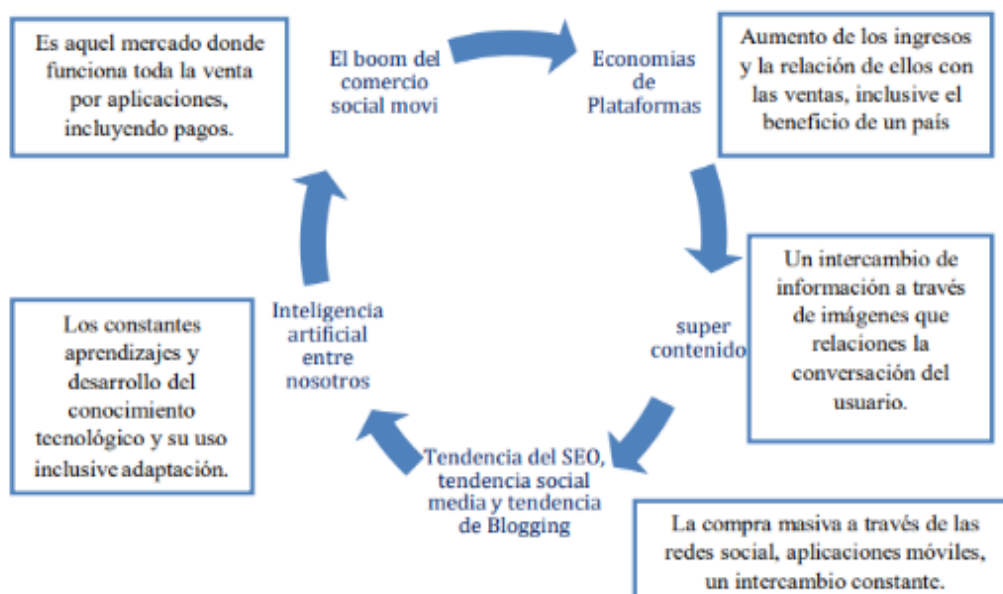 Es aquel mercado donde
funciona toda la venta
por aplicaciones,
incluyendo pagos.
El boom del
comercio
social movi
Economias
de
Plataformas
Aumento de los ingresos
y la relación de ellos con
las ventas, inclusive el
beneficio de un país
Un intercambio de
información a través
de imágenes que
relaciones la
conversación del
usuario.
super
contenido
Tendencia del SEO,
tendencia social
media y tendencia
de Blogging
La compra masiva a través de las
redes social, aplicaciones móviles,
un intercambio constante.
Inteligencia
artificial
entre
nosotros
Los constantes
aprendizajes y
desarrollo del
conocimiento
tecnológico y su uso
inclusive adaptación.